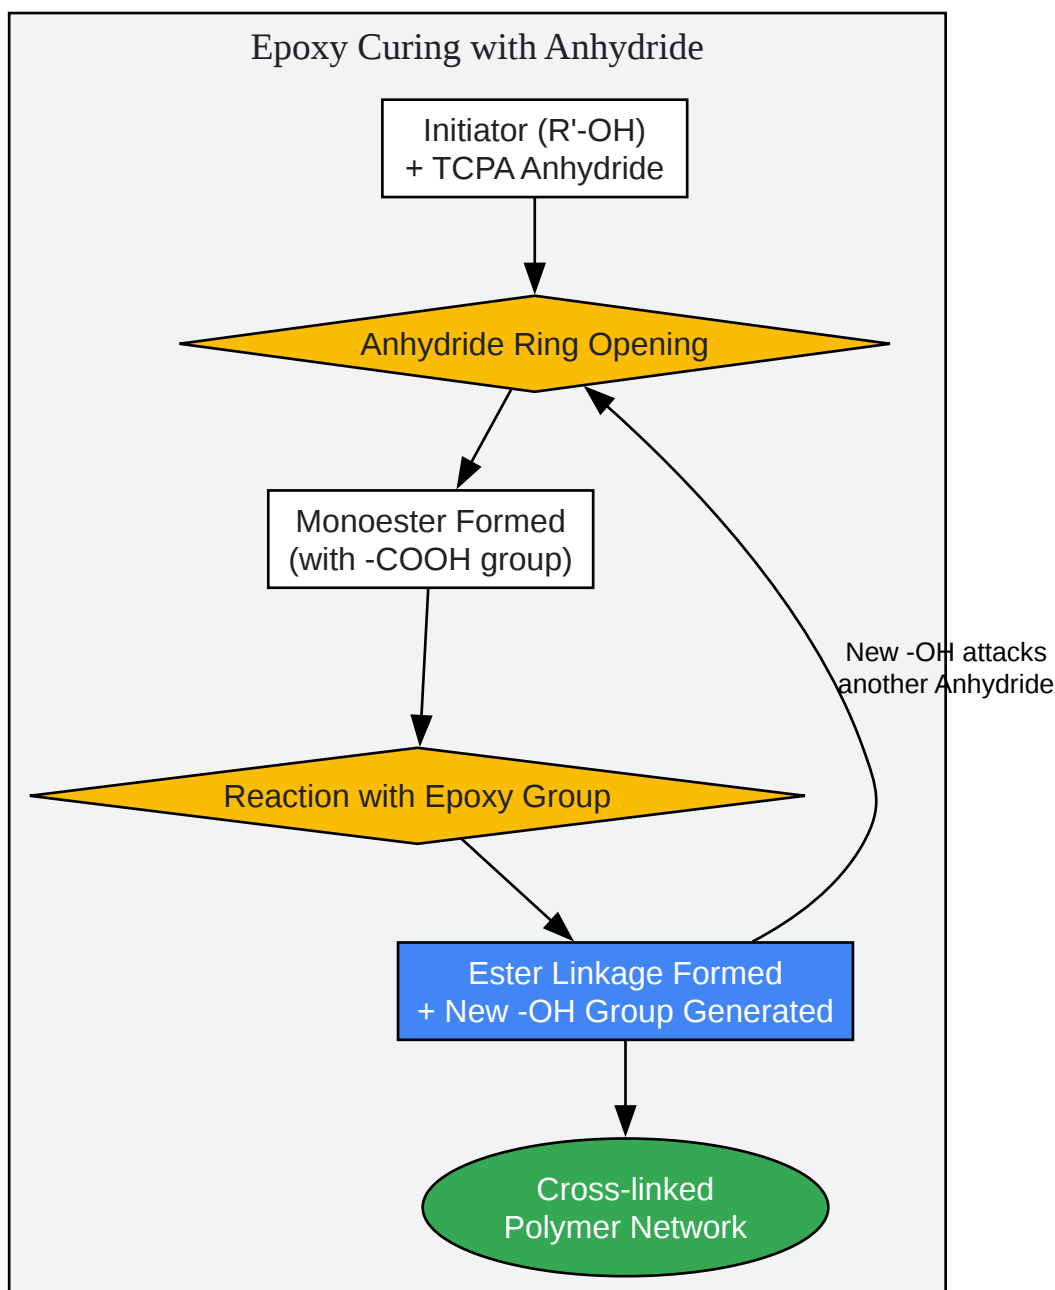 Epoxy Curing with Anhydride
Initiator (R'-OH)
+ TCPA Anhydride
Anhydride Ring Opening
Monoester Formed
(with -COOH group)
New -OH attacks
another Anhydride
Reaction with Epoxy Group
Ester Linkage Formed
+ New -OH Group Generated
Cross-linked
Polymer Network